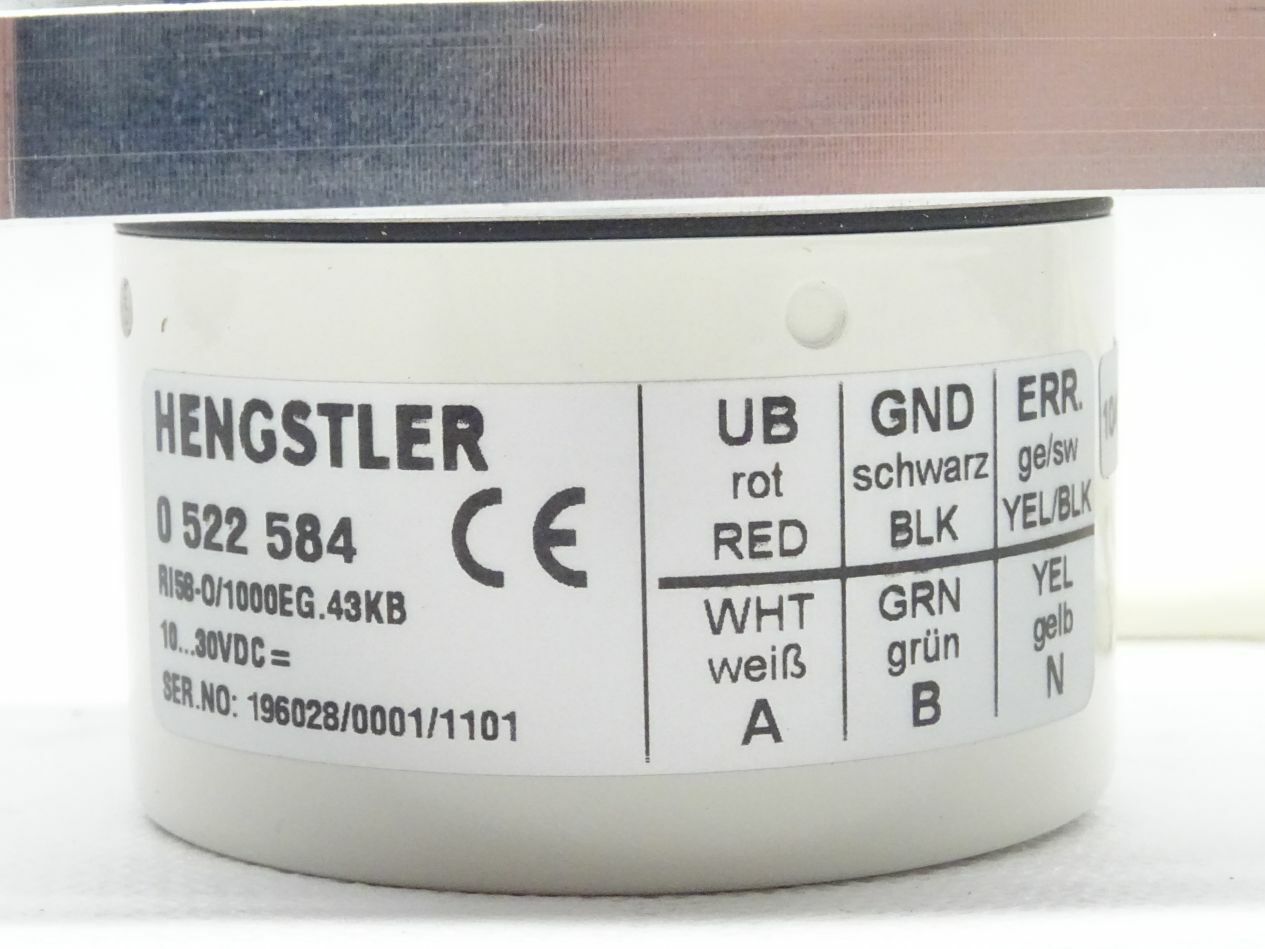 HENGSTLER
0 522 584
CE
RI58-O/1000EG.43KB
10...30VDC=
SER.NO: 196028/0001/1101
UB
rot
RED
GND
schwarz
BLK
ERR.
ge/sw
YEL/BLK
WHT
weiß
A
GRN
grün
B
YEL
gelb
N